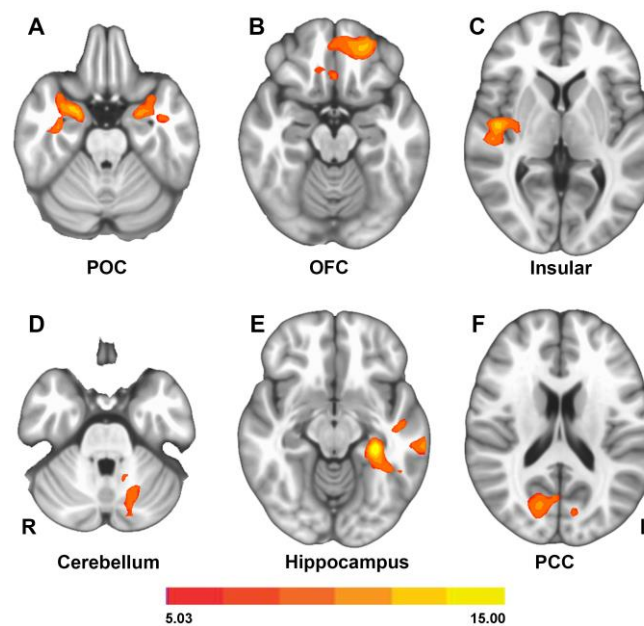 A B C
POC OFC Insular
D E F
R
Cerebellum Hippocampus PCC
5.03 15.00